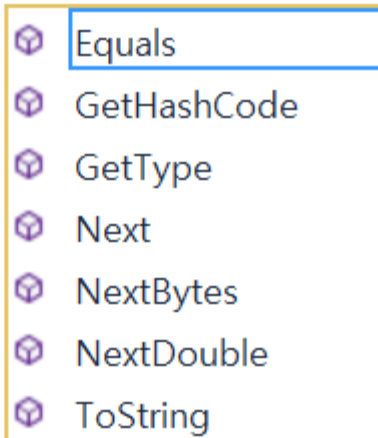 Equals
GetHashCode
GetType
Next
NextBytes
NextDouble
ToString